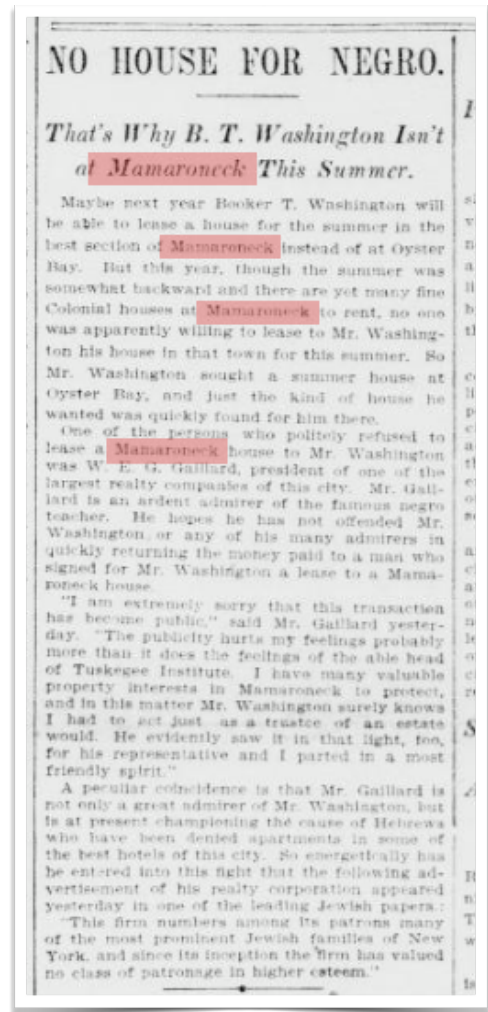 NO HOUSE FOR NEGRO.
That's Why B. T. Washington Isn't
at Mamaroneck This Summer.
Maybe next year Booker T. Washington will
be able to lease a house for the summer in the
best section of Mamaroneck instead of at Oyster
Bay. But this year, though the summer was
somewhat backward and there are yet many fine
Colonial houses at Mamaroneck to rent, no one
was apparently willing to lease to Mr. Washing-
ton his house in that town for this summer. So
Mr. Washington sought a summer house at
Oyster Bay, and just the kind of house he
wanted was quickly found for him there.
One of the persons who politely refused to
lease a Mamaroneck house to Mr. Washington
was W. E. G. Gaillard, president of one of the
largest realty companies of this city. Mr. Gail-
lard is an ardent admirer of the famous negro
teacher. He hopes he has not offended Mr.
Washington or any of his many admirers in
quickly returning the money paid to a man who
signed for Mr. Washington a lease to a Mama-
roneck house.
"I am extremely sorry that this transaction
has become public," said Mr. Gaillard yester-
day. "The publicity hurts my feelings probably
more than it does the feelings of the able head
of Tuskegee Institute. I have many valuable
property interests in Mamaroneck to protect,
and in this matter Mr. Washington surely knows
I had to act just as a trustee of an estate
would. He evidently saw it in that light, too,
for his representative and I parted in a most
friendly spirit."
A peculiar coincidence is that Mr. Gaillard is
not only a great admirer of Mr. Washington, but
is at present championing the cause of Hebrews
who have been denied apartments in some of
the best hotels of this city. So energetically has
he entered into this fight that the following ad-
vertisement of his realty corporation appeared
yesterday in one of the leading Jewish papers.:
"This firm numbers among its patrons many
of the most prominent Jewish families of New
York, and since its inception the firm has valued
no class of patronage in higher esteem."